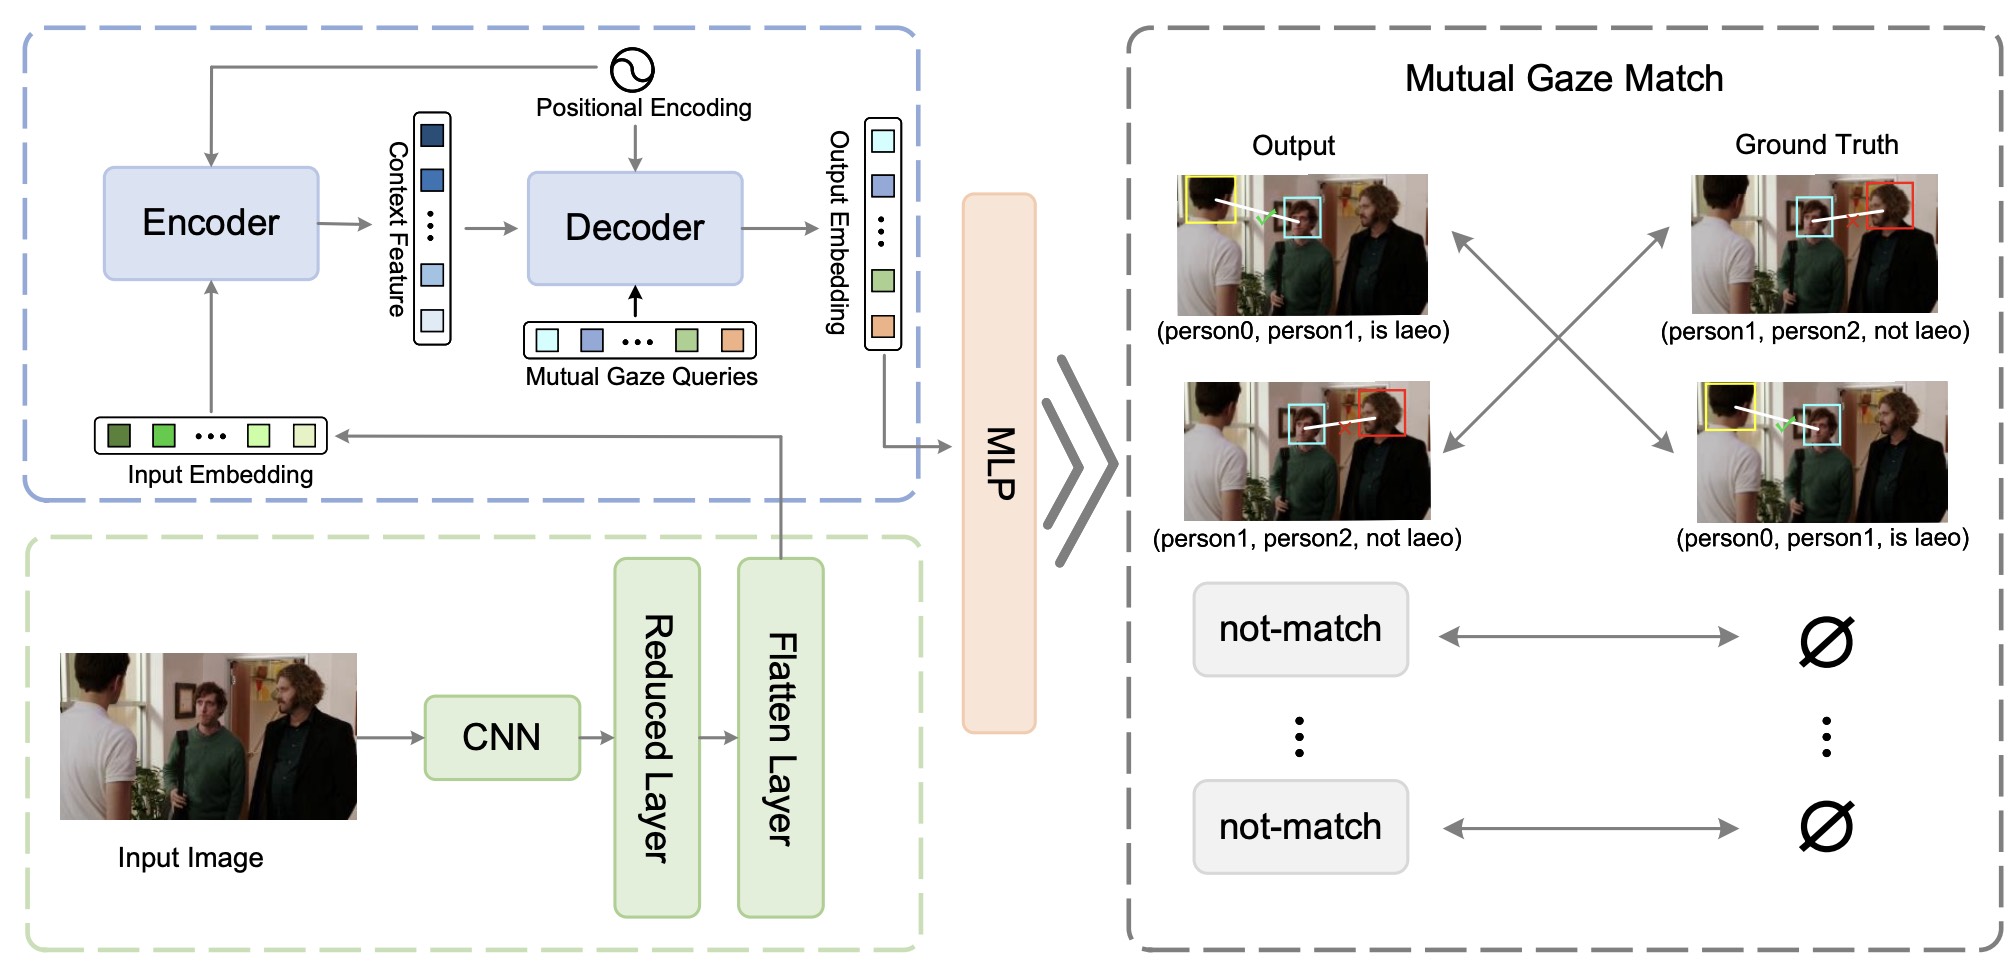 Positional Encoding
Encoder
Context Feature
Decoder
Output Embedding
Mutual Gaze Queries
Input Embedding
Input Image
CNN
Reduced Layer
Flatten Layer
MLP
Mutual Gaze Match
Output
Ground Truth
(person0, person1, is laeo)
(person1, person2, not laeo)
(person1, person2, not laeo)
(person0, person1, is laeo)
not-match
∅
not-match
∅